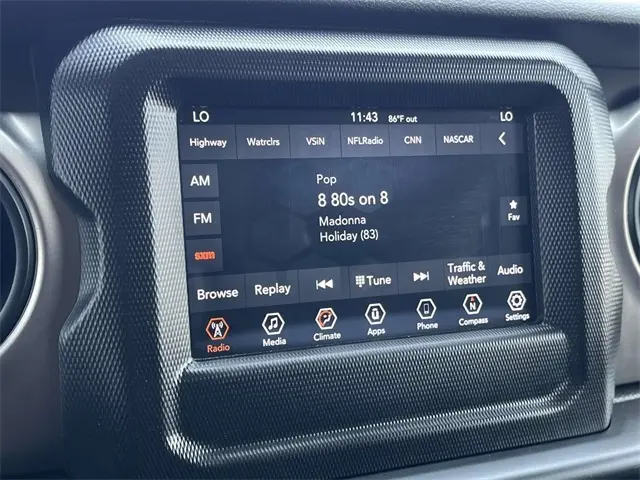 LO 11:43 86°F out LO
Highway Watrclrs VSiN NFLRadio CNN NASCAR
AM
Pop
8 80s on 8
FM
Madonna
Fav
Holiday (83)
sxm
Browse Replay Tune Traffic &
Weather Audio
Radio Media Climate Apps Phone Compass Settings